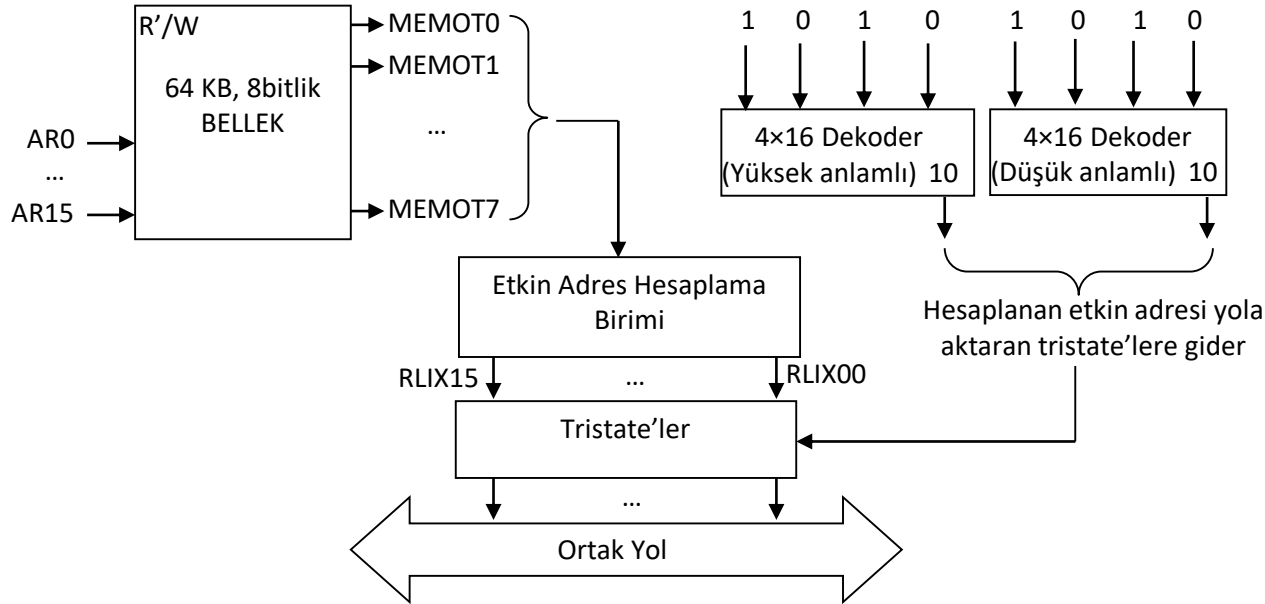 R'/W
64 KB, 8bitlik
BELLEK
AR0
...
AR15
MEMOT0
MEMOT1
...
MEMOT7
1 0 1 0
1 0 1 0
4×16 Dekoder
(Yüksek anlamlı) 10
4×16 Dekoder
(Düşük anlamlı) 10
Etkin Adres Hesaplama
Birimi
Hesaplanan etkin adresi yola
aktaran tristate'lere gider
RLIX15 ... RLIX00
Tristate'ler
...
Ortak Yol